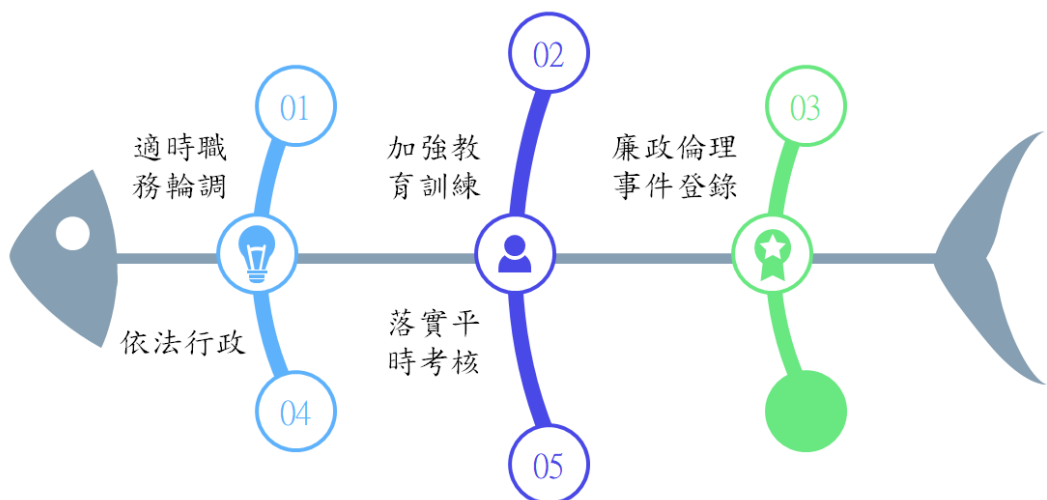 01
適時職
務輪調
02
加強教
育訓練
03
廉政倫理
事件登錄
依法行政
04
落實平
時考核
05